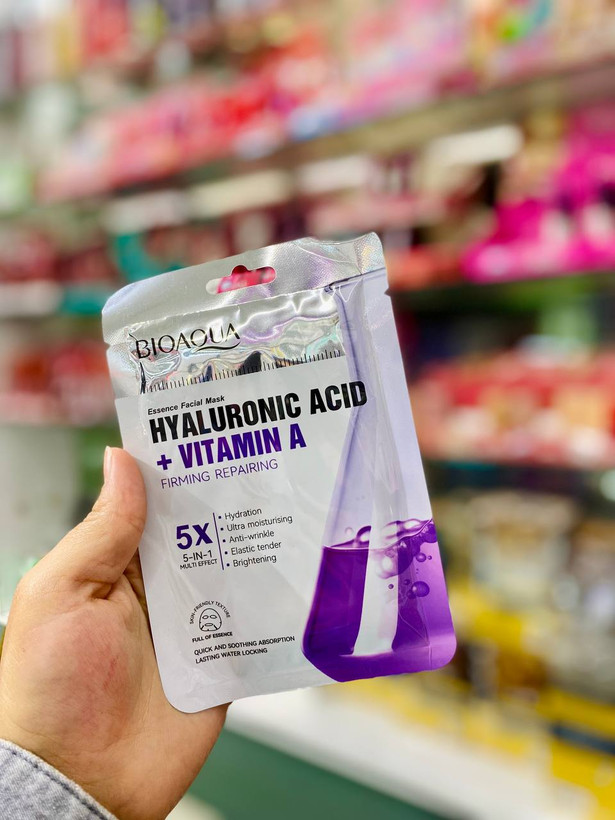 BIOAQUA
Essence Facial Mask
HYALURONIC ACID
+ VITAMIN A
FIRMING REPAIRING
5X
5-IN-1
MULTI EFFECT
• Hydration
• Ultra moisturising
• Anti-wrinkle
• Elastic tender
• Brightening
SKIN-FRIENDLY TEXTURE
FULL OF ESSENCE
QUICK AND SOOTHING ABSORPTION
LASTING WATER LOCKING